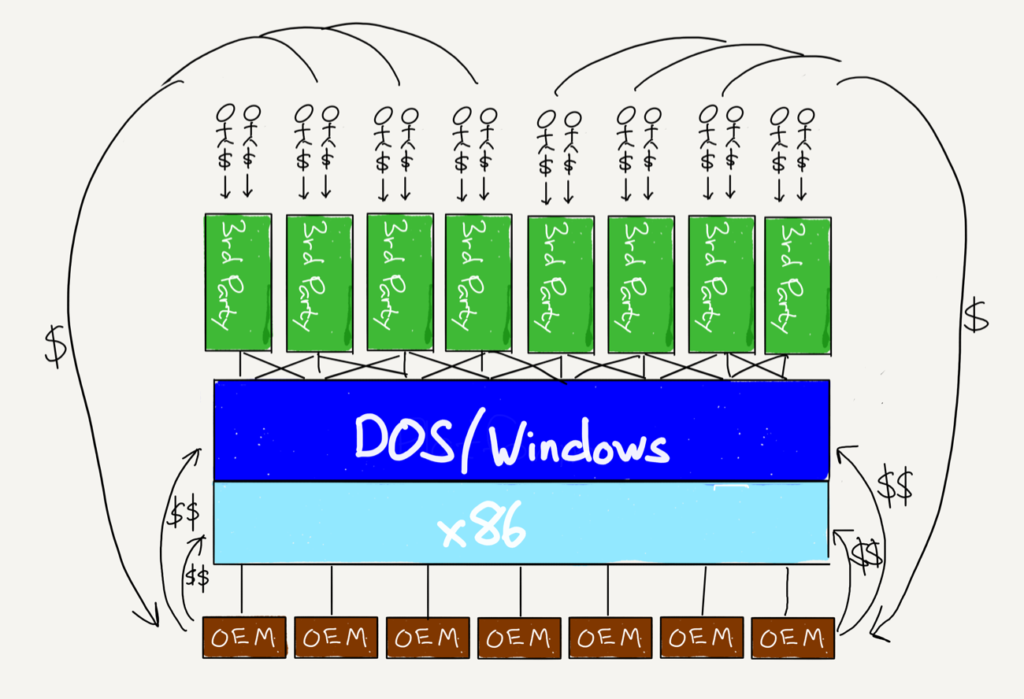 $ $ $ $ $ $ $ $ $ $ $ $ $ $ $ $
3rd Party 3rd Party 3rd Party 3rd Party 3rd Party 3rd Party 3rd Party 3rd Party
$ $
DOS/Windows
$$ $$
x86
$$ $$
OEM OEM OEM OEM OEM OEM OEM